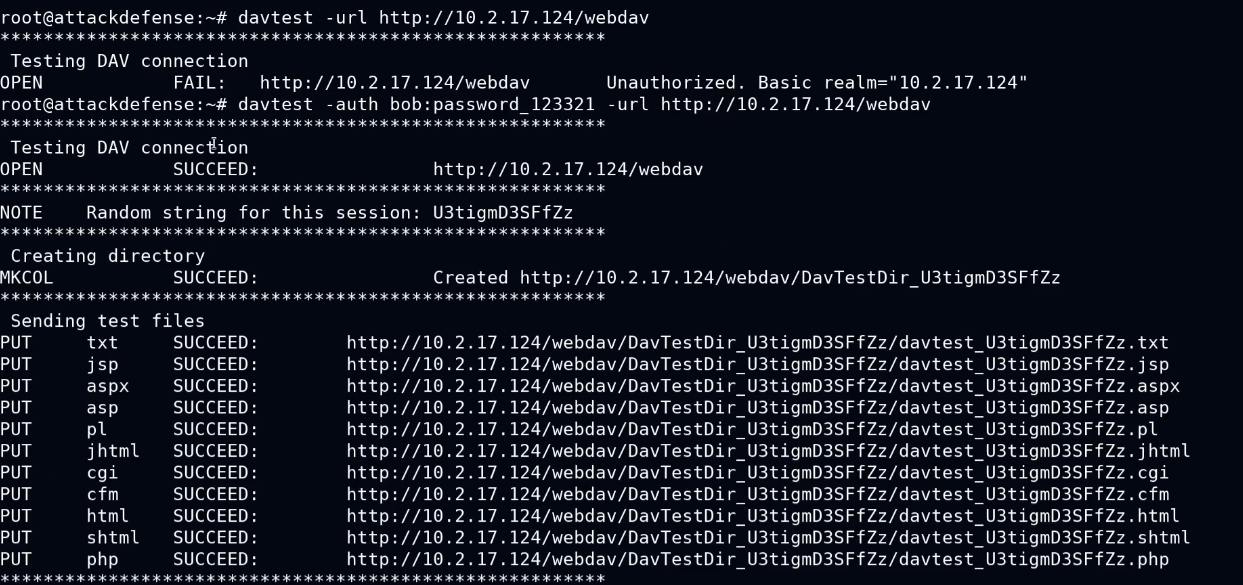 root@attackdefense:~# davtest -url http://10.2.17.124/webdav
********************************************************
Testing DAV connection
OPEN FAIL: http://10.2.17.124/webdav Unauthorized. Basic realm="10.2.17.124"
root@attackdefense:~# davtest -auth bob:password_123321 -url http://10.2.17.124/webdav
********************************************************
Testing DAV connection
OPEN SUCCEED: http://10.2.17.124/webdav
********************************************************
NOTE Random string for this session: U3tigmD3SFfZz
********************************************************
Creating directory
MKCOL SUCCEED: Created http://10.2.17.124/webdav/DavTestDir_U3tigmD3SFfZz
********************************************************
Sending test files
PUT txt SUCCEED: http://10.2.17.124/webdav/DavTestDir_U3tigmD3SFfZz/davtest_U3tigmD3SFfZz.txt
PUT jsp SUCCEED: http://10.2.17.124/webdav/DavTestDir_U3tigmD3SFfZz/davtest_U3tigmD3SFfZz.jsp
PUT aspx SUCCEED: http://10.2.17.124/webdav/DavTestDir_U3tigmD3SFfZz/davtest_U3tigmD3SFfZz.aspx
PUT asp SUCCEED: http://10.2.17.124/webdav/DavTestDir_U3tigmD3SFfZz/davtest_U3tigmD3SFfZz.asp
PUT pl SUCCEED: http://10.2.17.124/webdav/DavTestDir_U3tigmD3SFfZz/davtest_U3tigmD3SFfZz.pl
PUT jhtml SUCCEED: http://10.2.17.124/webdav/DavTestDir_U3tigmD3SFfZz/davtest_U3tigmD3SFfZz.jhtml
PUT cgi SUCCEED: http://10.2.17.124/webdav/DavTestDir_U3tigmD3SFfZz/davtest_U3tigmD3SFfZz.cgi
PUT cfm SUCCEED: http://10.2.17.124/webdav/DavTestDir_U3tigmD3SFfZz/davtest_U3tigmD3SFfZz.cfm
PUT html SUCCEED: http://10.2.17.124/webdav/DavTestDir_U3tigmD3SFfZz/davtest_U3tigmD3SFfZz.html
PUT shtml SUCCEED: http://10.2.17.124/webdav/DavTestDir_U3tigmD3SFfZz/davtest_U3tigmD3SFfZz.shtml
PUT php SUCCEED: http://10.2.17.124/webdav/DavTestDir_U3tigmD3SFfZz/davtest_U3tigmD3SFfZz.php
********************************************************